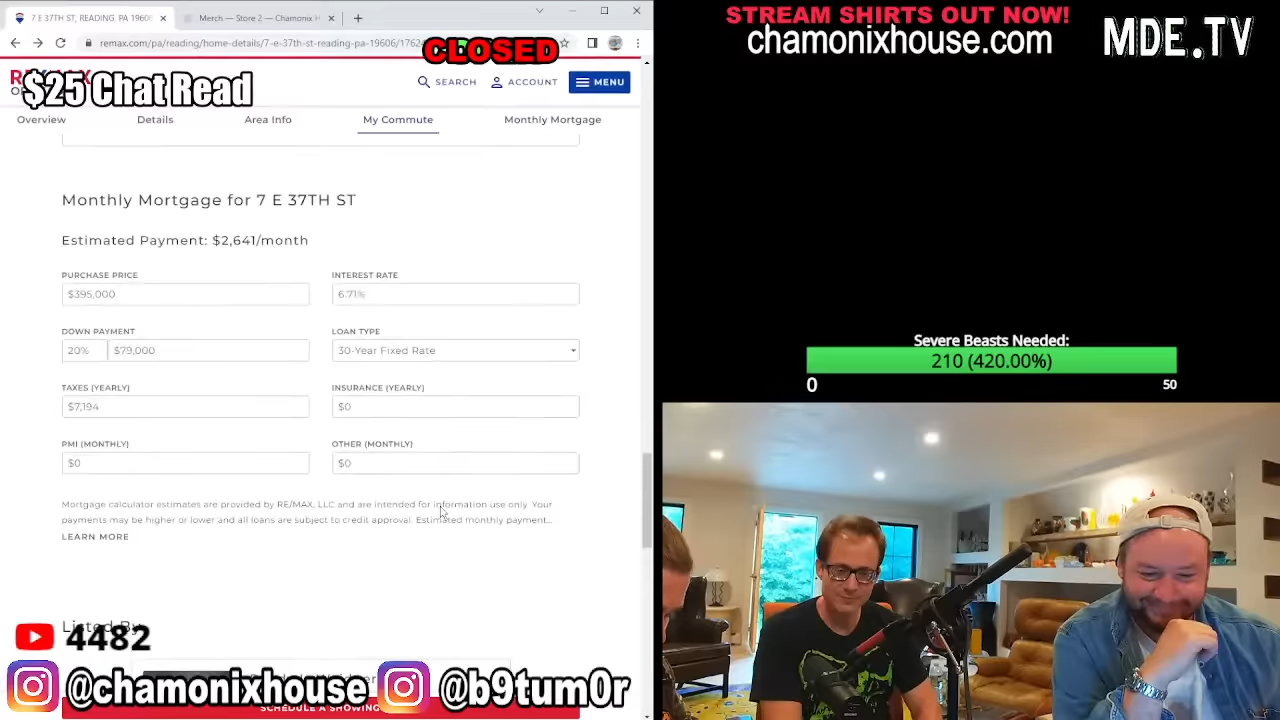 7 E 37TH ST, READING, PA 1960
Merch — Store 2 — Chamonix H
remax.com/pa/reading/home-details/7-e-37th-st-reading-pa-19606/1762
CLOSED
$25 Chat Read
SEARCH
ACCOUNT
MENU
Overview
Details
Area Info
My Commute
Monthly Mortgage
Monthly Mortgage for 7 E 37TH ST
Estimated Payment: $2,641/month
PURCHASE PRICE
INTEREST RATE
$395,000
6.71%
DOWN PAYMENT
LOAN TYPE
20%
$79,000
30-Year Fixed Rate
TAXES (YEARLY)
INSURANCE (YEARLY)
$7,194
$0
PMI (MONTHLY)
OTHER (MONTHLY)
$0
$0
Mortgage calculator estimates are provided by RE/MAX, LLC and are intended for information use only. Your
payments may be higher or lower and all loans are subject to credit approval. Estimated monthly payment...
LEARN MORE
Listed By
4482
@chamonixhouse
@b9tum0r
SCHEDULE A SHOWING
STREAM SHIRTS OUT NOW!
chamonixhouse.com
MDE.TV
Severe Beasts Needed:
210 (420.00%)
0
50